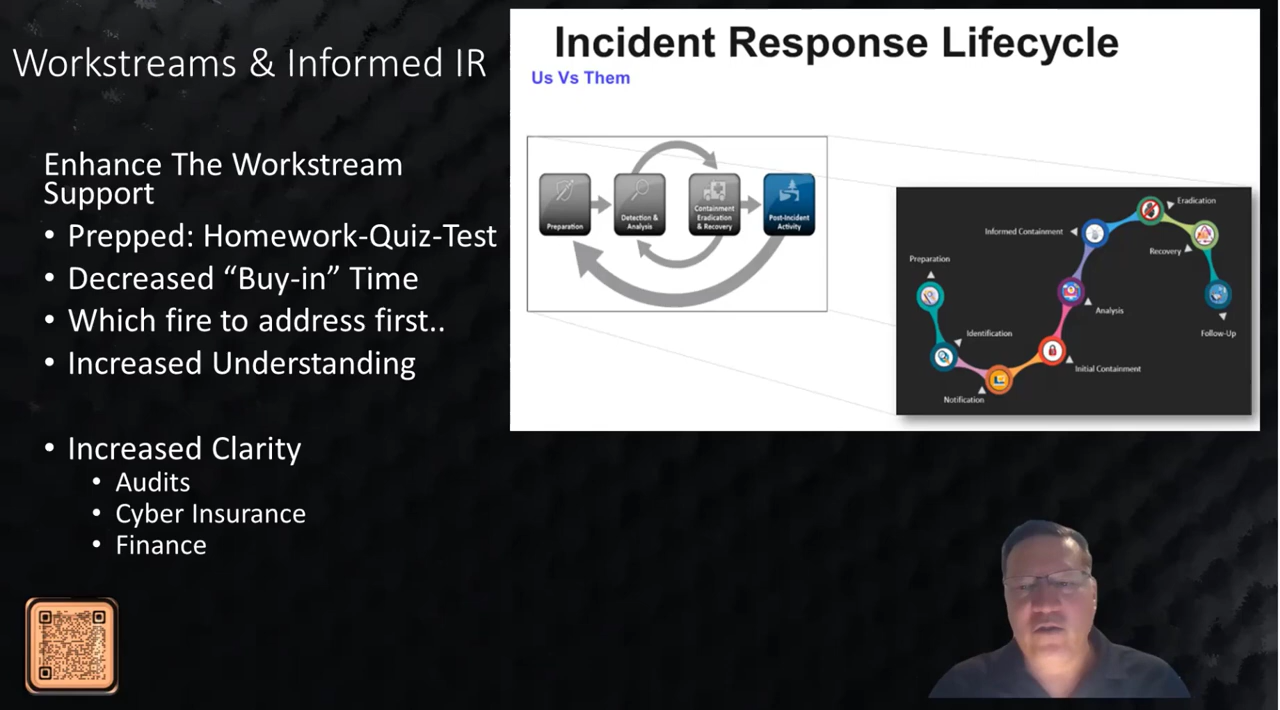 Workstreams & Informed IR
Enhance The Workstream
Support
• Prepped: Homework-Quiz-Test
• Decreased “Buy-in” Time
• Which fire to address first..
• Increased Understanding
• Increased Clarity
• Audits
• Cyber Insurance
• Finance
Incident Response Lifecycle
Us Vs Them
Preparation
Detection &
Analysis
Containment
Eradication
& Recovery
Post-Incident
Activity
Preparation
Identification
Notification
Initial Containment
Analysis
Informed Containment
Eradication
Recovery
Follow-Up